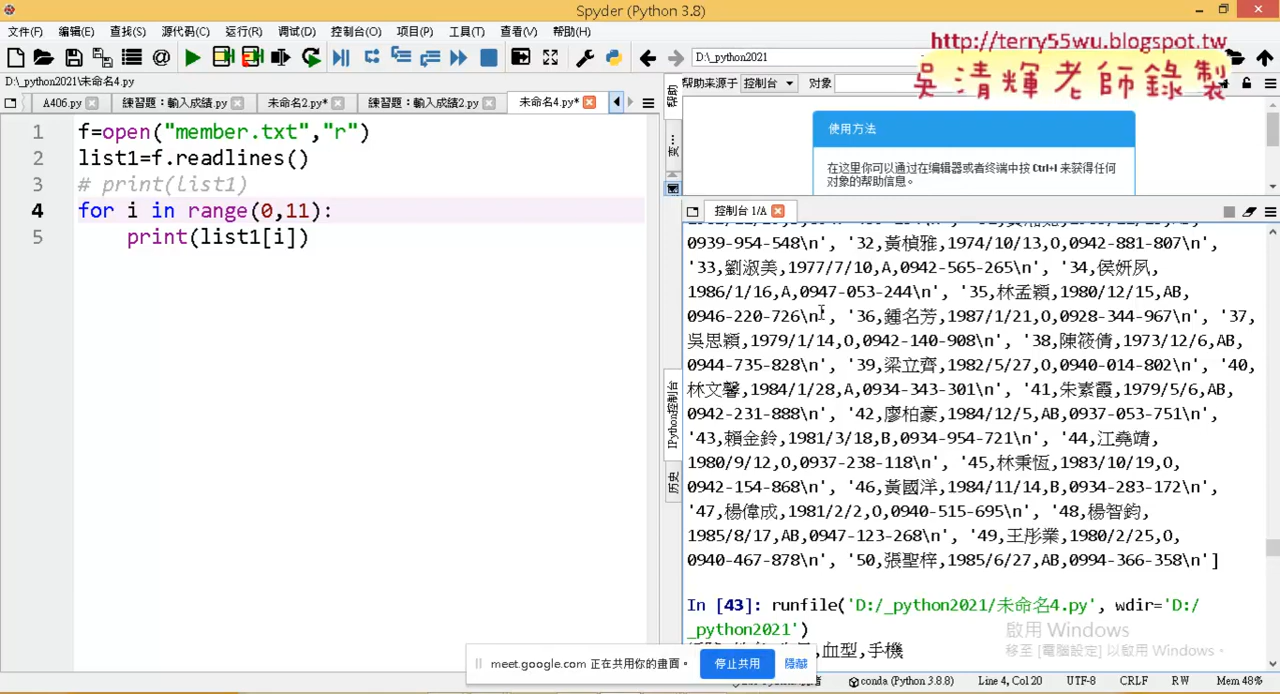 Spyder (Python 3.8)
文件(F) 编辑(E) 查找(S) 源代码(C) 运行(R) 调试(D) 控制台(O) 项目(P) 工具(T) 查看(V) 帮助(H)
http://terry55wu.blogspot.tw
吳清輝老師錄製
D:\_python2021
D:\_python2021\未命名4.py
帮助来源于 控制台 对象
A406.py 練習題：輸入成績.py 未命名2.py* 練習題：輸入成績2.py 未命名4.py*
帮助
使用方法
在这里你可以通过在编辑器或者终端中按 Ctrl+I 来获得任何
对象的帮助信息。
1 f=open("member.txt","r")
2 list1=f.readlines()
3 # print(list1)
4 for i in range(0,11):
5 print(list1[i])
控制台 1/A
0939-954-548\n', '32,黃楨雅,1974/10/13,O,0942-881-807\n',
'33,劉淑美,1977/7/10,A,0942-565-265\n', '34,侯妍夙,
1986/1/16,A,0947-053-244\n', '35,林孟穎,1980/12/15,AB,
0946-220-726\n', '36,鍾名芳,1987/1/21,O,0928-344-967\n', '37,
吳思穎,1979/1/14,O,0942-140-908\n', '38,陳筱倩,1973/12/6,AB,
0944-735-828\n', '39,梁立齊,1982/5/27,O,0940-014-802\n', '40,
林文馨,1984/1/28,A,0934-343-301\n', '41,朱素霞,1979/5/6,AB,
0942-231-888\n', '42,廖柏豪,1984/12/5,AB,0937-053-751\n',
'43,賴金鈴,1981/3/18,B,0934-954-721\n', '44,江堯靖,
1980/9/12,O,0937-238-118\n', '45,林秉恆,1983/10/19,O,
0942-154-868\n', '46,黃國洋,1984/11/14,B,0934-283-172\n',
'47,楊偉成,1981/2/2,O,0940-515-695\n', '48,楊智鈞,
1985/8/17,AB,0947-123-268\n', '49,王彤業,1980/2/25,O,
0940-467-878\n', '50,張聖梓,1985/6/27,AB,0994-366-358\n']
In [43]: runfile('D:/_python2021/未命名4.py', wdir='D:/
_python2021')
,血型,手機
IPython控制台
历史
啟用 Windows
移至 [電腦設定] 以啟用 Windows。
meet.google.com 正在共用你的畫面。 停止共用 隱藏
conda (Python 3.8.8) Line 4, Col 20 UTF-8 CRLF RW Mem 48%